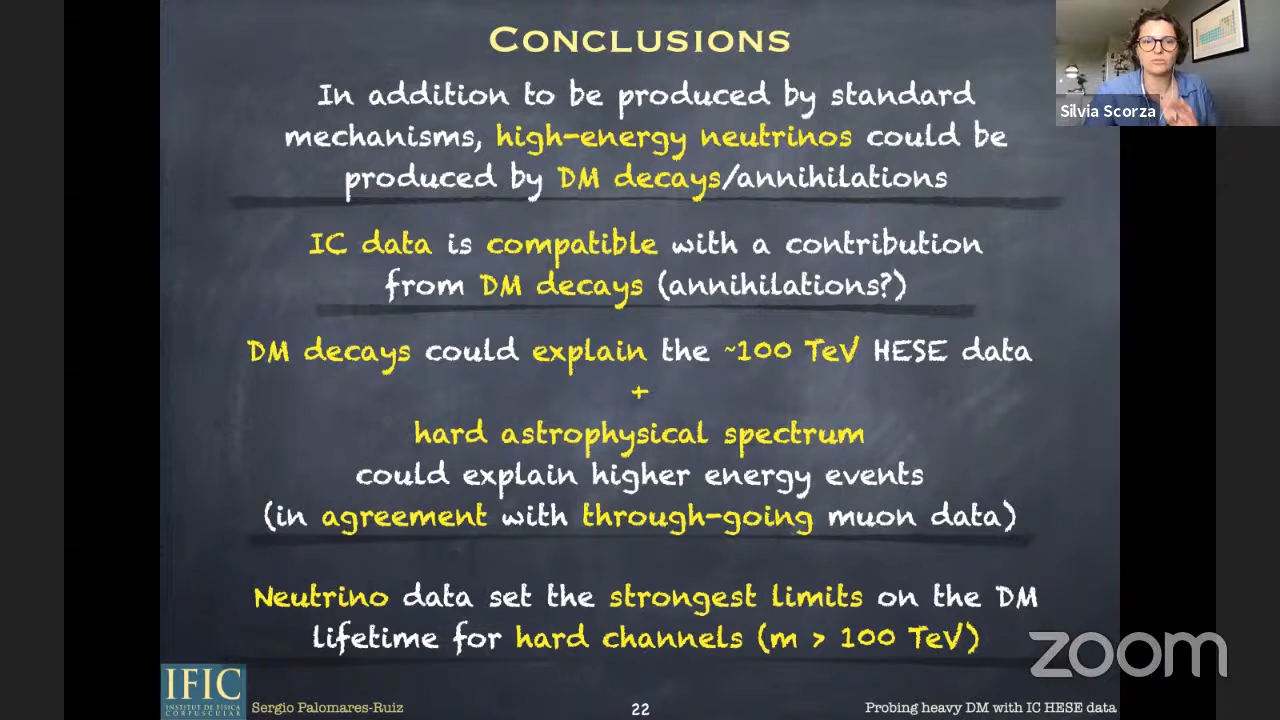 CONCLUSIONS
In addition to be produced by standard
mechanisms, high-energy neutrinos could be
produced by DM decays/annihilations
IC data is compatible with a contribution
from DM decays (annihilations?)
DM decays could explain the ~100 TeV HESE data
+
hard astrophysical spectrum
could explain higher energy events
(in agreement with through-going muon data)
Neutrino data set the strongest limits on the DM
lifetime for hard channels (m > 100 TeV)
Silvia Scorza
zoom
IFIC
INSTITUT DE FÍSICA
CORPUSCULAR
Sergio Palomares-Ruiz
22
Probing heavy DM with IC HESE data